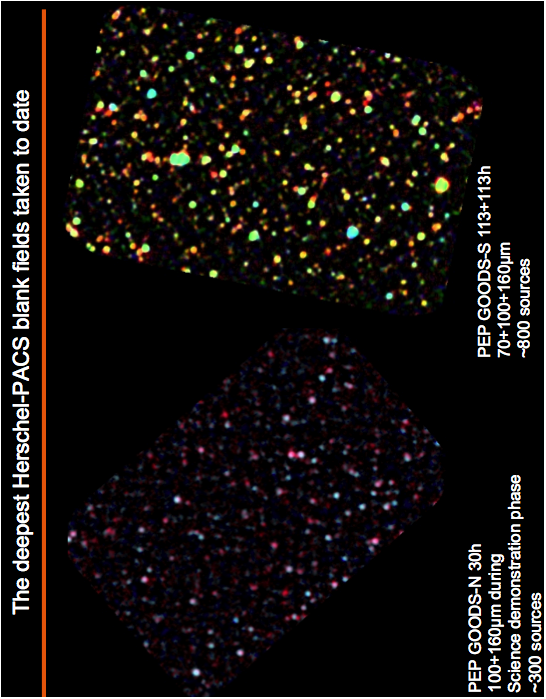 The deepest Herschel-PACS blank fields taken to date
PEP GOODS-N 30h
100+160µm during
Science demonstration phase
~300 sources
PEP GOODS-S 113+113h
70+100+160µm
~800 sources